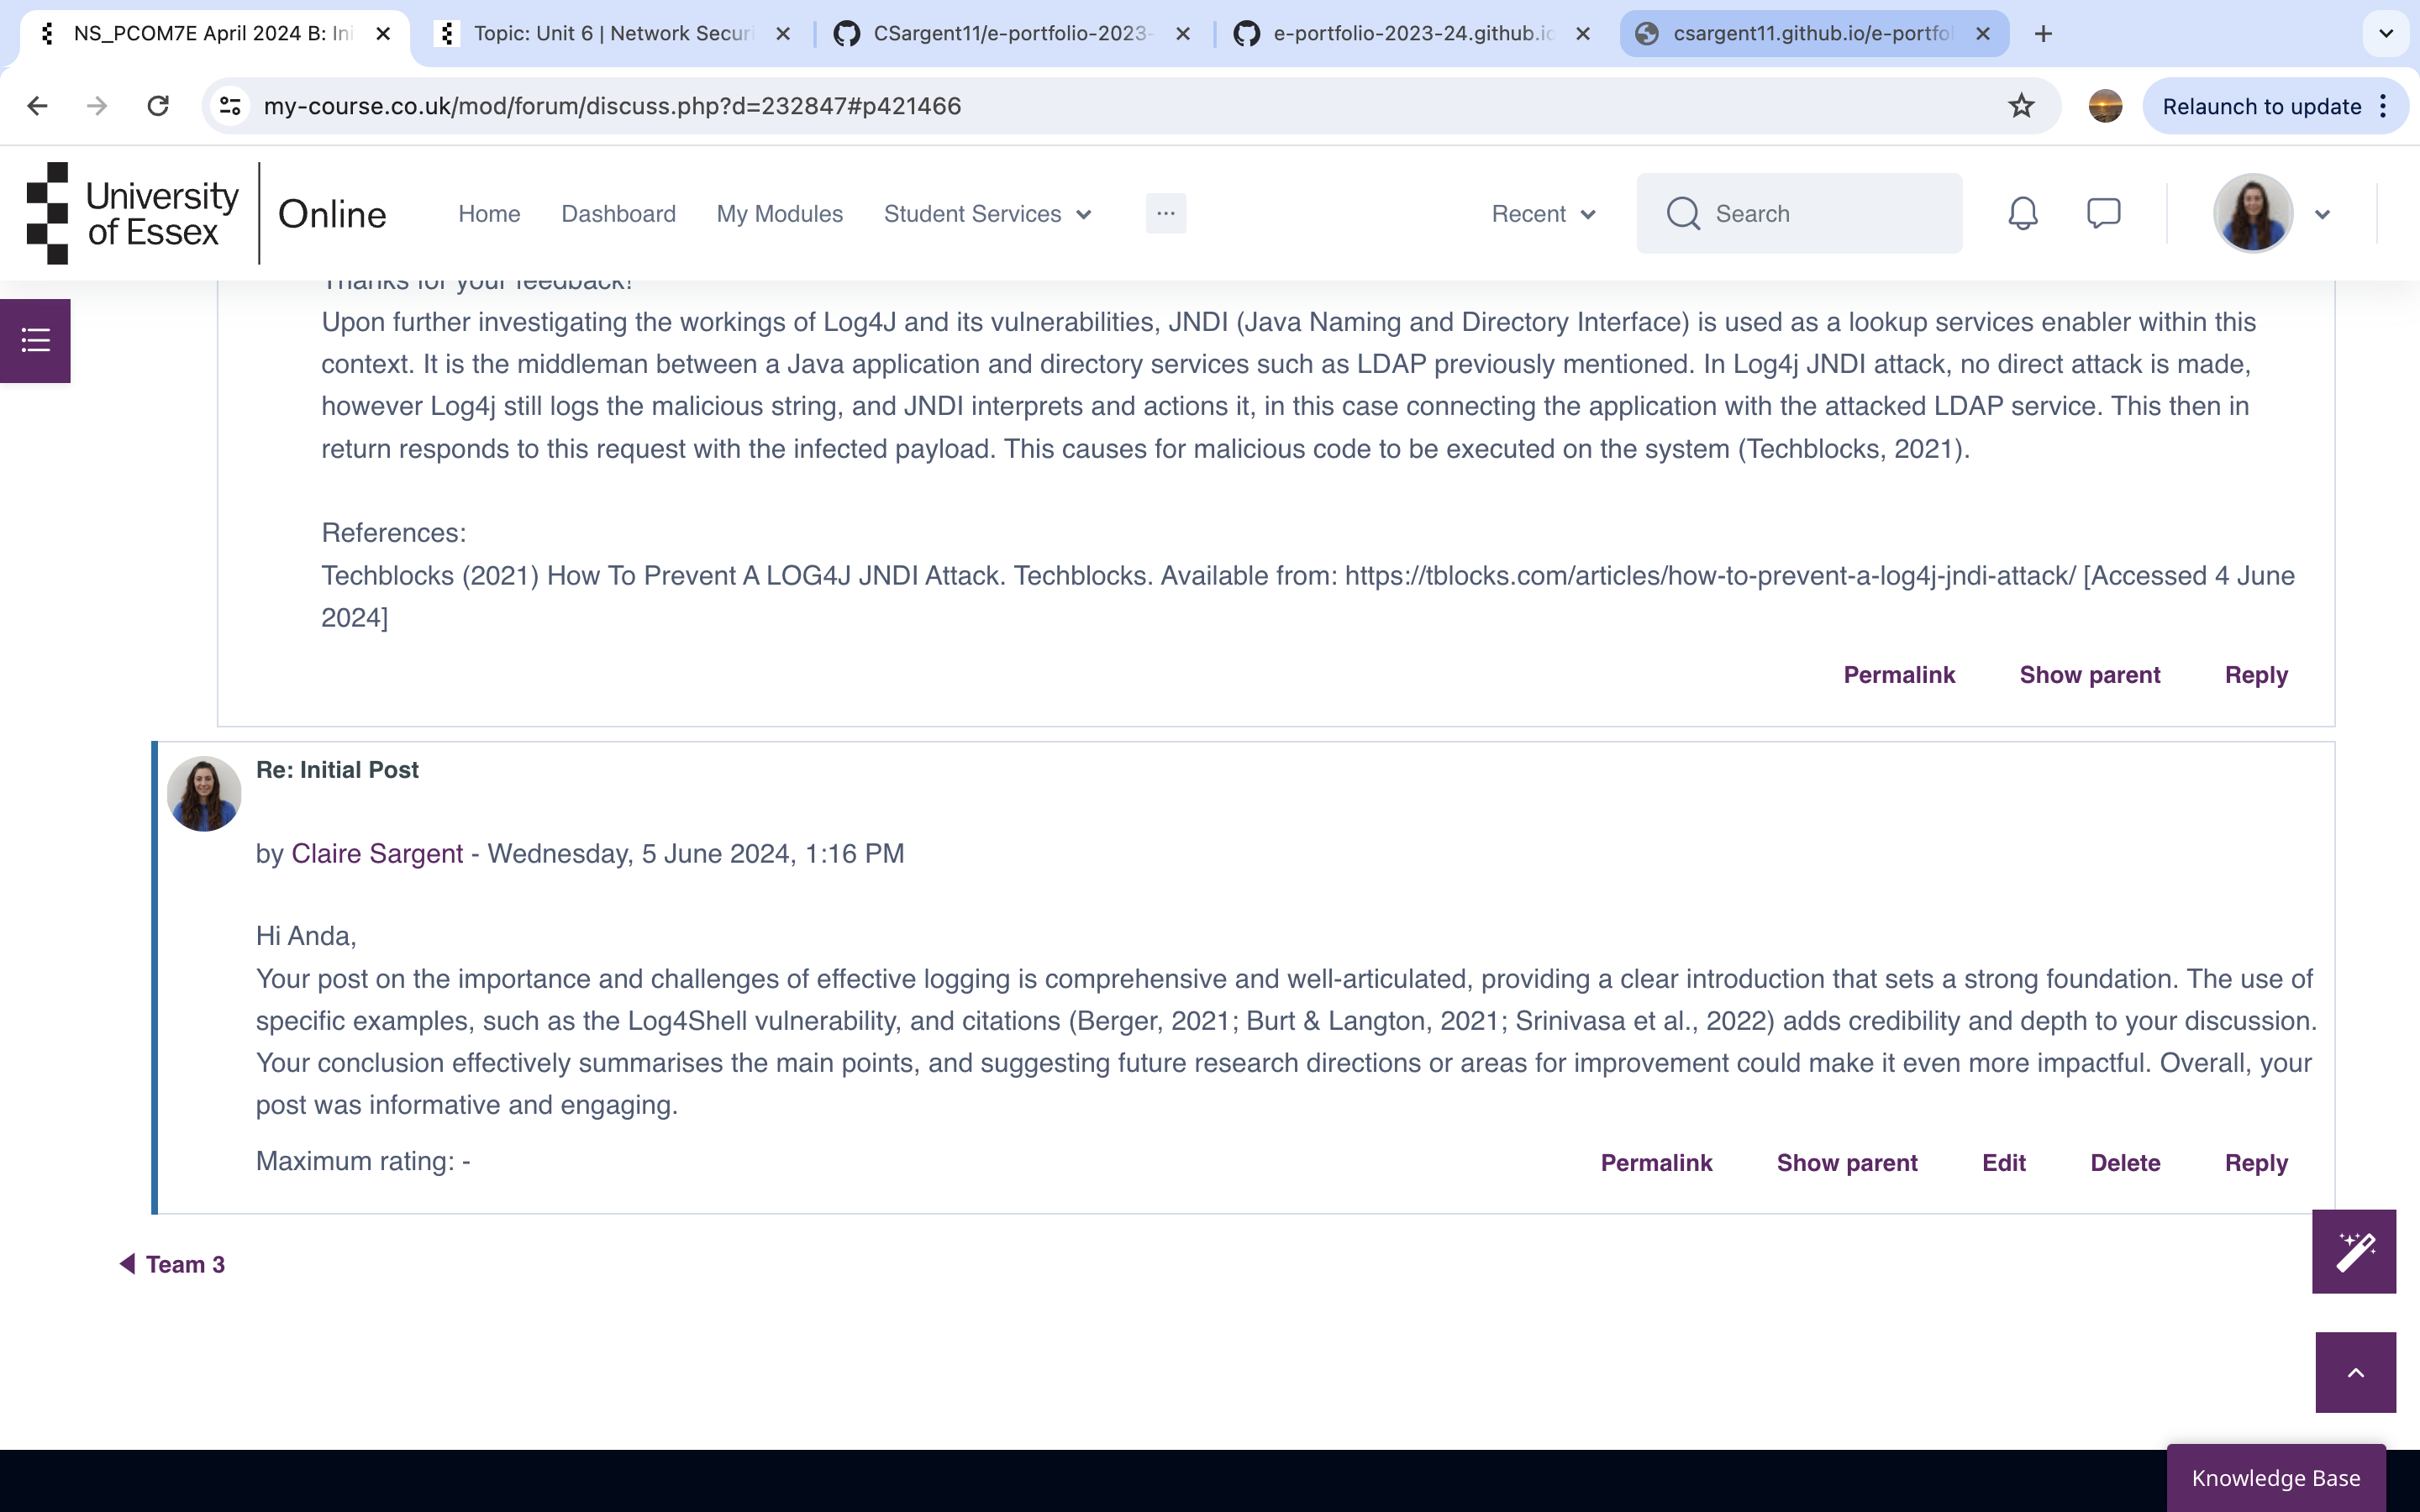 NS_PCOM7E April 2024 B: Ini
Topic: Unit 6 | Network Securi
CSargent11/e-portfolio-2023-
e-portfolio-2023-24.github.io
csargent11.github.io/e-portfol
my-course.co.uk/mod/forum/discuss.php?d=232847#p421466
Relaunch to update
University
of Essex
Online
Home
Dashboard
My Modules
Student Services
Recent
Search
Thanks for your feedback!
Upon further investigating the workings of Log4J and its vulnerabilities, JNDI (Java Naming and Directory Interface) is used as a lookup services enabler within this
context. It is the middleman between a Java application and directory services such as LDAP previously mentioned. In Log4j JNDI attack, no direct attack is made,
however Log4j still logs the malicious string, and JNDI interprets and actions it, in this case connecting the application with the attacked LDAP service. This then in
return responds to this request with the infected payload. This causes for malicious code to be executed on the system (Techblocks, 2021).
References:
Techblocks (2021) How To Prevent A LOG4J JNDI Attack. Techblocks. Available from: https://tblocks.com/articles/how-to-prevent-a-log4j-jndi-attack/ [Accessed 4 June
2024]
Permalink
Show parent
Reply
Re: Initial Post
by Claire Sargent - Wednesday, 5 June 2024, 1:16 PM
Hi Anda,
Your post on the importance and challenges of effective logging is comprehensive and well-articulated, providing a clear introduction that sets a strong foundation. The use of
specific examples, such as the Log4Shell vulnerability, and citations (Berger, 2021; Burt & Langton, 2021; Srinivasa et al., 2022) adds credibility and depth to your discussion.
Your conclusion effectively summarises the main points, and suggesting future research directions or areas for improvement could make it even more impactful. Overall, your
post was informative and engaging.
Maximum rating: -
Permalink
Show parent
Edit
Delete
Reply
Team 3
Knowledge Base